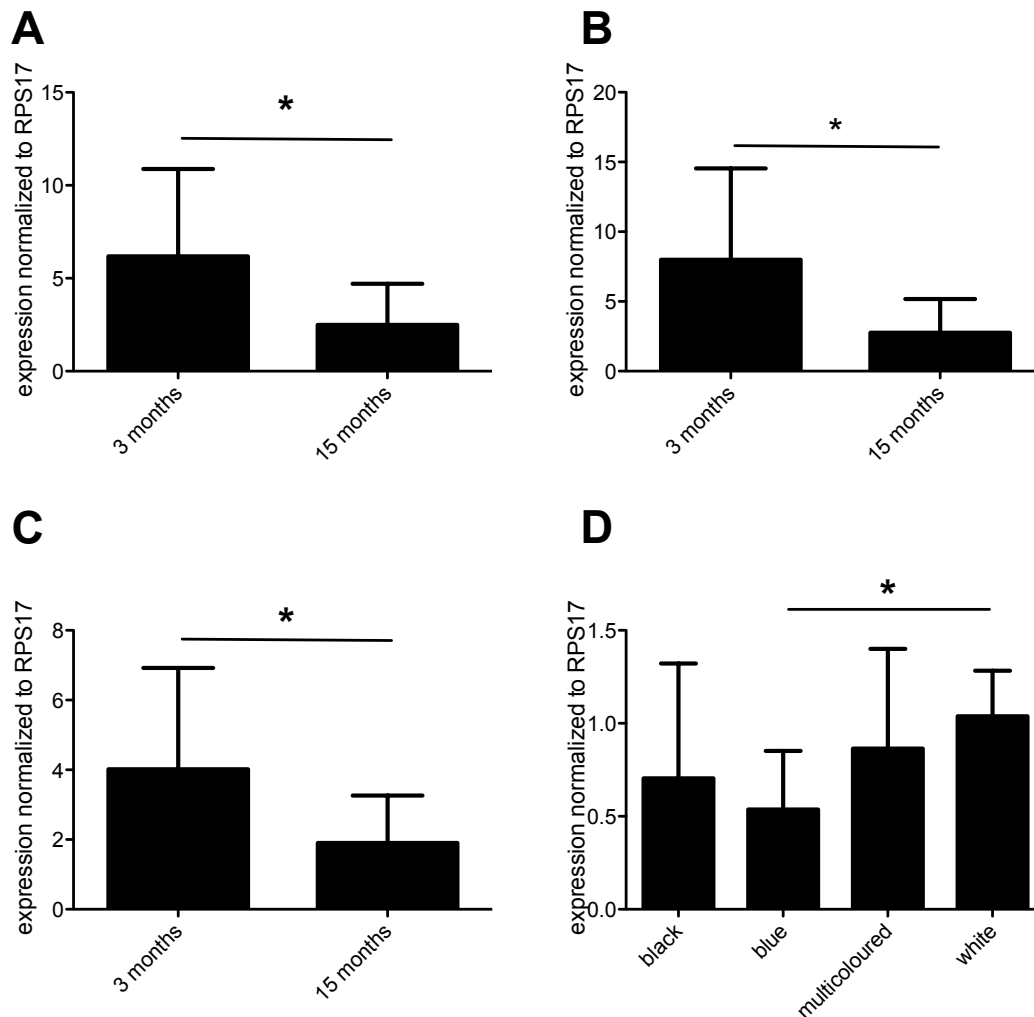 A
expression normalized to RPS17
15
10
5
0
*
3 months
15 months
B
expression normalized to RPS17
20
15
10
5
0
*
3 months
15 months
C
expression normalized to RPS17
8
6
4
2
0
*
3 months
15 months
D
expression normalized to RPS17
1.5
1.0
0.5
0.0
*
black
blue
multicoloured
white